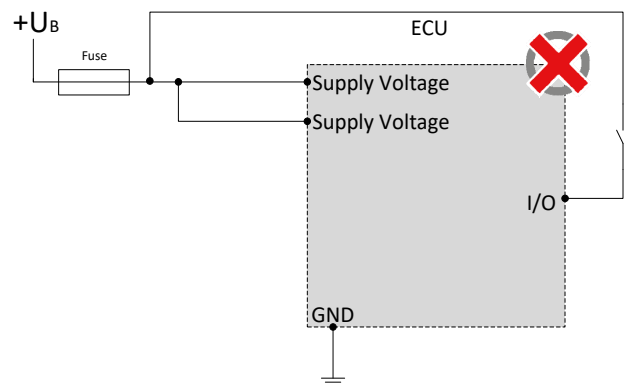 +UB
Fuse
ECU
Supply Voltage
Supply Voltage
I/O
GND